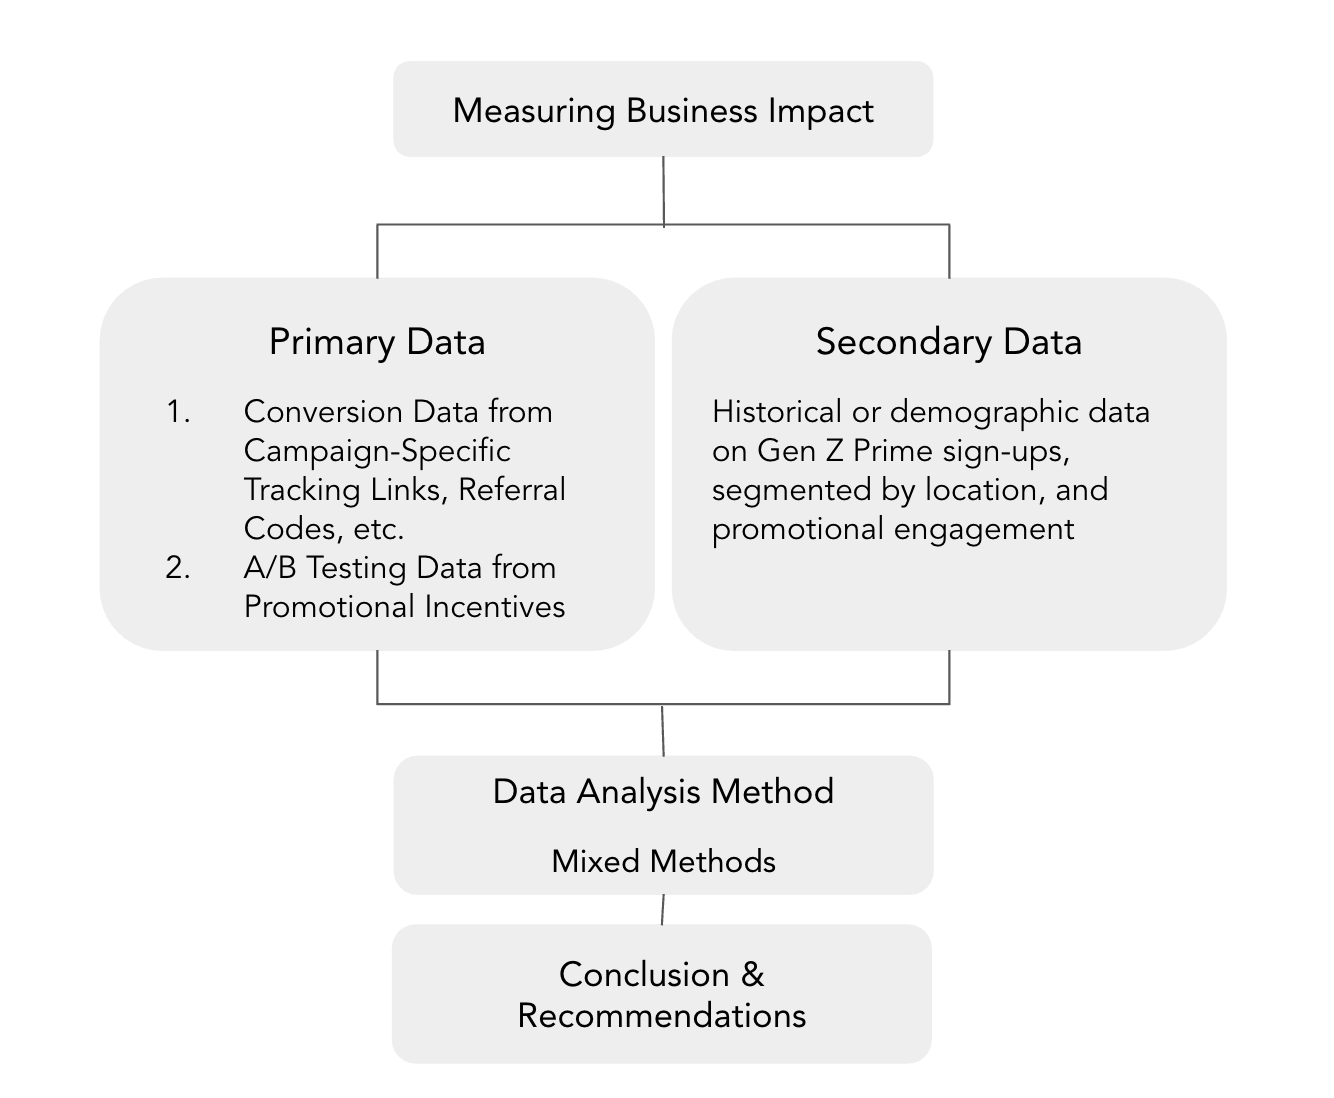 Measuring Business Impact
Primary Data
1. Conversion Data from
Campaign-Specific
Tracking Links, Referral
Codes, etc.
2. A/B Testing Data from
Promotional Incentives
Secondary Data
Historical or demographic data
on Gen Z Prime sign-ups,
segmented by location, and
promotional engagement
Data Analysis Method
Mixed Methods
Conclusion &
Recommendations